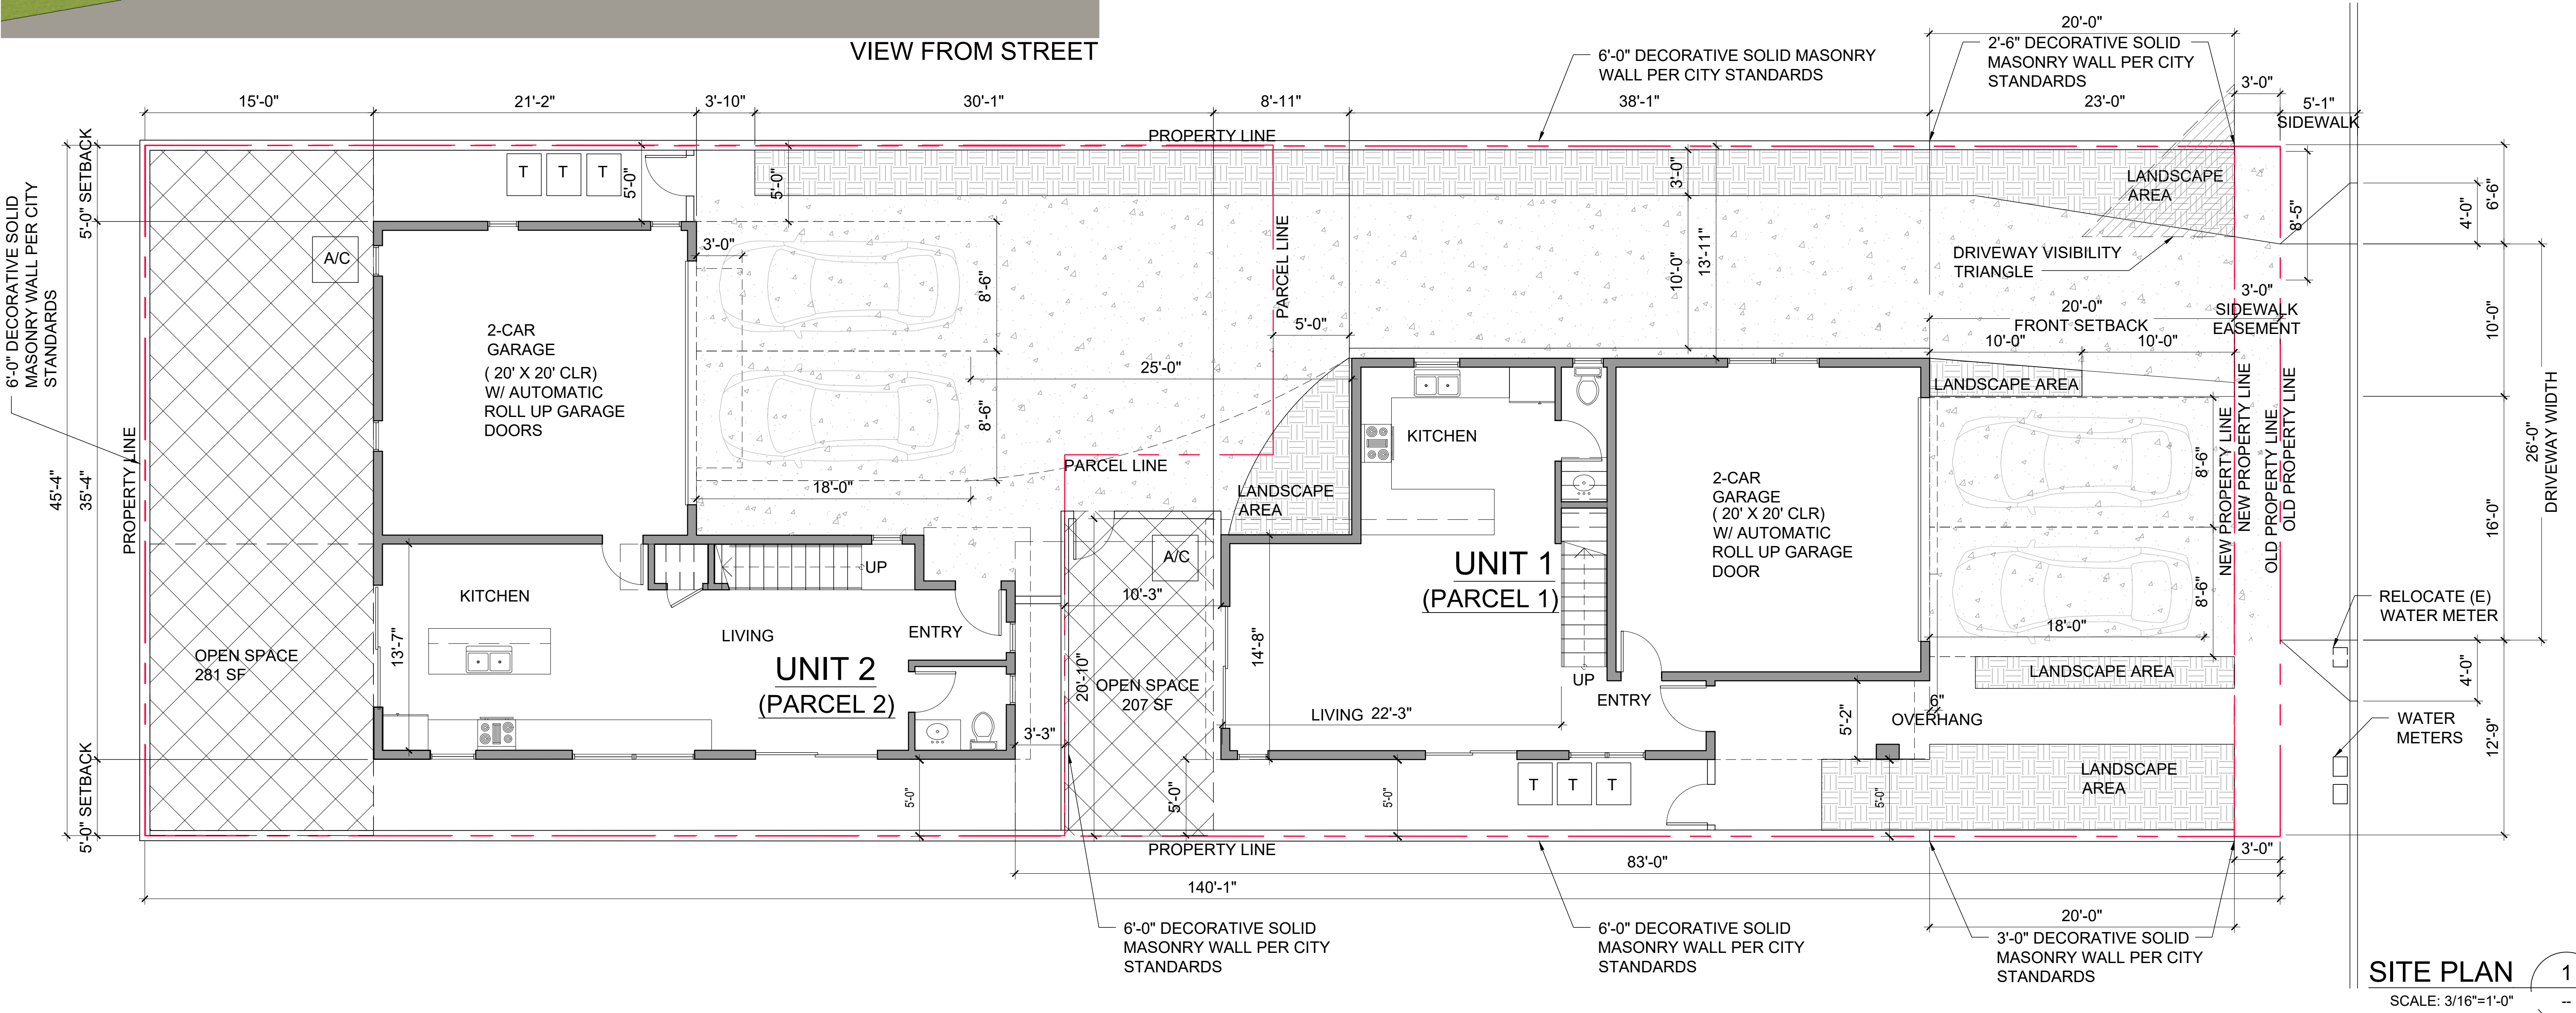 VIEW FROM STREET
20'-0"
6'-0" DECORATIVE SOLID MASONRY
WALL PER CITY STANDARDS
2'-6" DECORATIVE SOLID
MASONRY WALL PER CITY
STANDARDS
3'-0"
15'-0"
21'-2"
3'-10"
30'-1"
8'-11"
38'-1"
23'-0"
5'-1"
SIDEWALK
PROPERTY LINE
5'-0" SETBACK
6'-0" DECORATIVE SOLID
MASONRY WALL PER CITY
STANDARDS
T
T
T
5'-0"
5'-0"
3'-0"
LANDSCAPE
AREA
6'-6"
4'-0"
8'-5"
A/C
3'-0"
8'-6"
PARCEL LINE
10'-0"
13'-11"
DRIVEWAY VISIBILITY
TRIANGLE
3'-0"
SIDEWALK
EASEMENT
20'-0"
FRONT SETBACK
10'-0"
10'-0"
10'-0"
2-CAR
GARAGE
( 20' X 20' CLR)
W/ AUTOMATIC
ROLL UP GARAGE
DOORS
5'-0"
25'-0"
8'-6"
LANDSCAPE AREA
NEW PROPERTY LINE
NEW PROPERTY LINE
OLD PROPERTY LINE
OLD PROPERTY LINE
26'-0"
DRIVEWAY WIDTH
KITCHEN
PARCEL LINE
18'-0"
LANDSCAPE
AREA
45'-4"
35'-4"
PROPERTY LINE
2-CAR
GARAGE
( 20' X 20' CLR)
W/ AUTOMATIC
ROLL UP GARAGE
DOOR
8'-6"
16'-0"
A/C
UP
UNIT 1
(PARCEL 1)
KITCHEN
10'-3"
8'-6"
RELOCATE (E)
WATER METER
LIVING
ENTRY
18'-0"
13'-7"
14'-8"
OPEN SPACE
281 SF
UNIT 2
(PARCEL 2)
20'-10"
OPEN SPACE
207 SF
UP
ENTRY
LANDSCAPE AREA
4'-0"
LIVING
22'-3"
6"
OVERHANG
5'-2"
WATER
METERS
12'-9"
3'-3"
5'-0" SETBACK
5'-0"
5'-0"
5'-0"
T
T
T
5'-0"
LANDSCAPE
AREA
PROPERTY LINE
3'-0"
83'-0"
140'-1"
20'-0"
6'-0" DECORATIVE SOLID
MASONRY WALL PER CITY
STANDARDS
6'-0" DECORATIVE SOLID
MASONRY WALL PER CITY
STANDARDS
3'-0" DECORATIVE SOLID
MASONRY WALL PER CITY
STANDARDS
SITE PLAN
1
SCALE: 3/16"=1'-0"
--